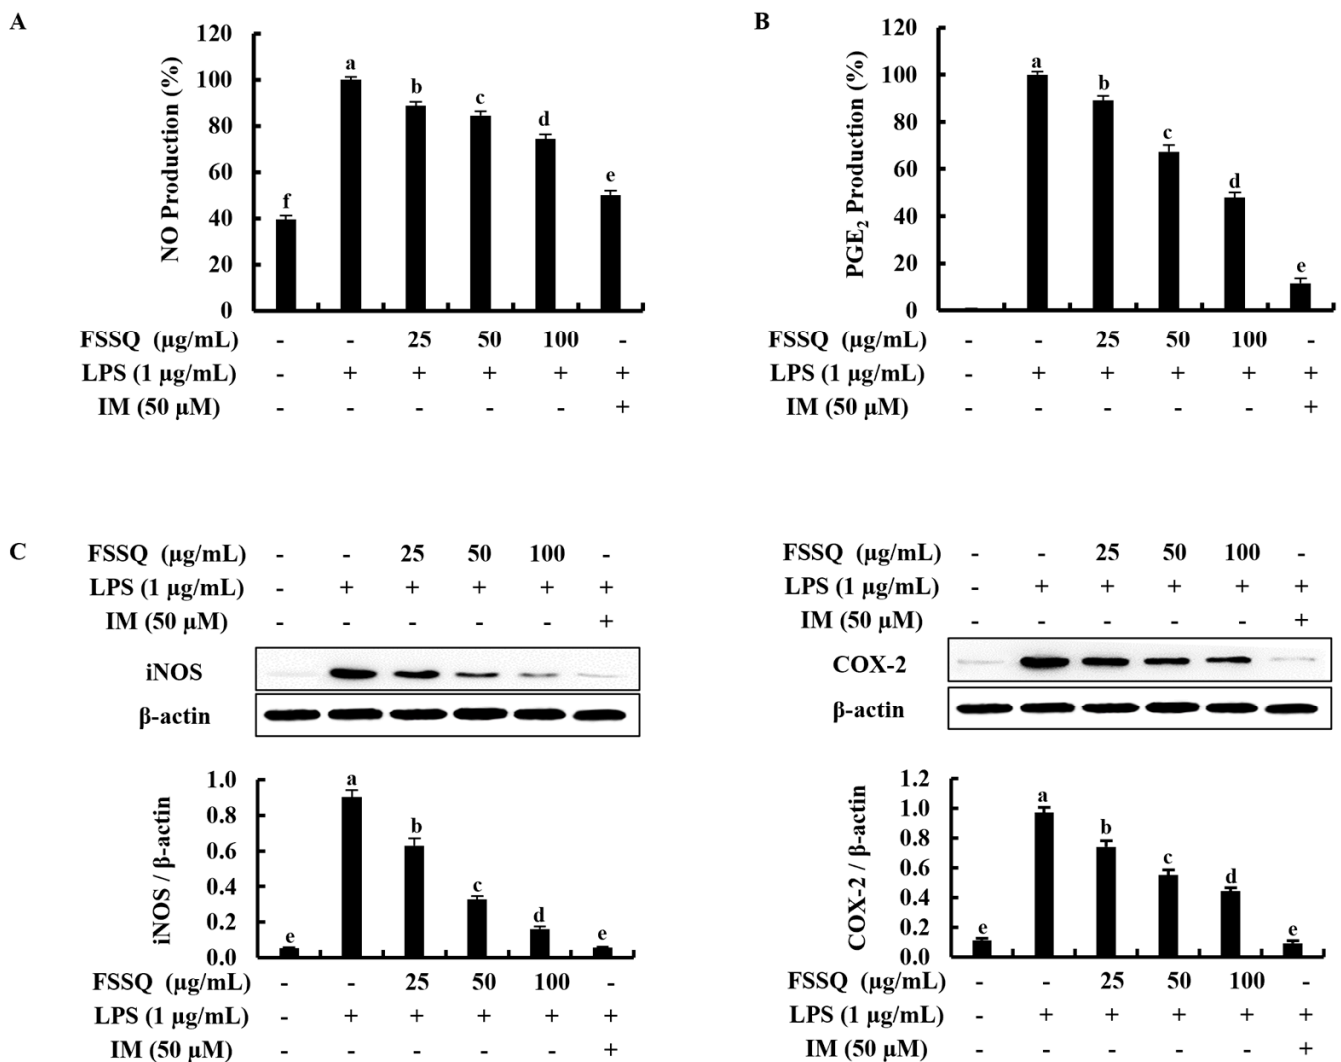 A
NO Production (%)
120
100
80
60
40
20
0
f
a
b
c
d
e
FSSQ (μg/mL) - - 25 50 100 -
LPS (1 μg/mL) - + + + + +
IM (50 μM) - - - - - +
B
PGE2 Production (%)
120
100
80
60
40
20
0
a
b
c
d
e
FSSQ (μg/mL) - - 25 50 100 -
LPS (1 μg/mL) - + + + + +
IM (50 μM) - - - - - +
C
FSSQ (μg/mL) - - 25 50 100 -
LPS (1 μg/mL) - + + + + +
IM (50 μM) - - - - - +
iNOS
β-actin
iNOS / β-actin
1.0
0.8
0.6
0.4
0.2
0.0
e
a
b
c
d
e
FSSQ (μg/mL) - - 25 50 100 -
LPS (1 μg/mL) - + + + + +
IM (50 μM) - - - - - +
FSSQ (μg/mL) - - 25 50 100 -
LPS (1 μg/mL) - + + + + +
IM (50 μM) - - - - - +
COX-2
β-actin
COX-2 / β-actin
1.2
1.0
0.8
0.6
0.4
0.2
0.0
e
a
b
c
d
e
FSSQ (μg/mL) - - 25 50 100 -
LPS (1 μg/mL) - + + + + +
IM (50 μM) - - - - - +